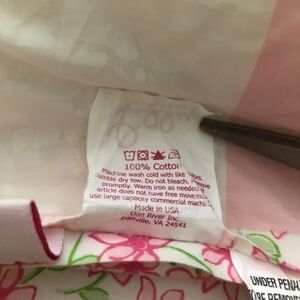 100% Cotton
Machine wash cold with like colors.
Tumble dry low. Do not bleach. Remove
promptly. Warm iron as needed. If
article does not have free movement
use large capacity commercial machine.
Made in USA
Dan River Inc.
Danville, VA 24541
UNDER PENA